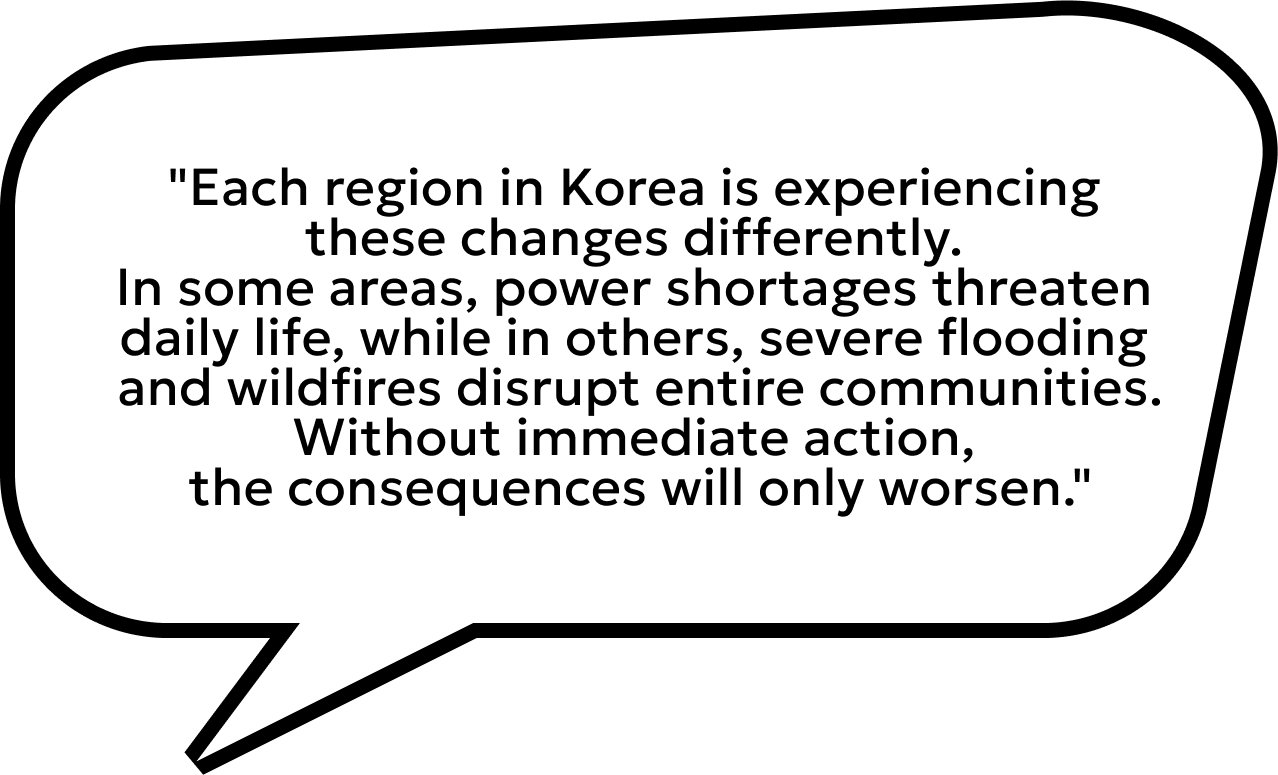 "Each region in Korea is experiencing
these changes differently.
In some areas, power shortages threaten
daily life, while in others, severe flooding
and wildfires disrupt entire communities.
Without immediate action,
the consequences will only worsen."